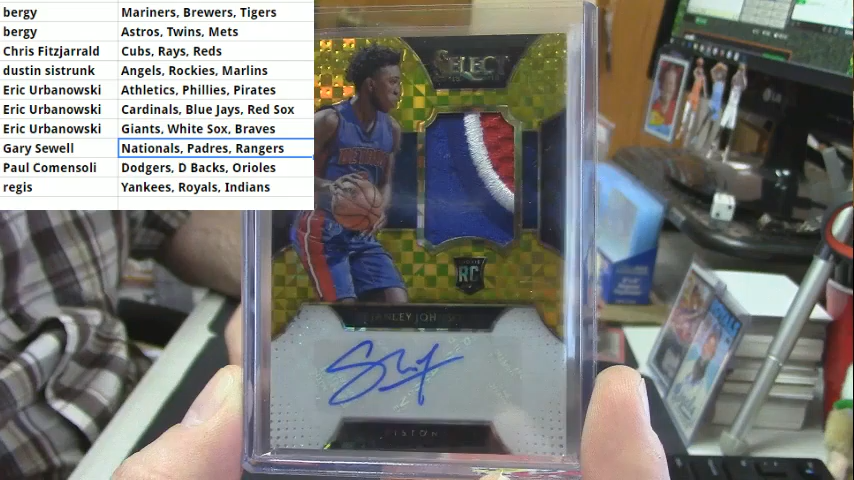 bergy Mariners, Brewers, Tigers
bergy Astros, Twins, Mets
Chris Fitzjarrald Cubs, Rays, Reds
dustin sistrunk Angels, Rockies, Marlins
Eric Urbanowski Athletics, Phillies, Pirates
Eric Urbanowski Cardinals, Blue Jays, Red Sox
Eric Urbanowski Giants, White Sox, Braves
Gary Sewell Nationals, Padres, Rangers
Paul Comensoli Dodgers, D Backs, Orioles
regis Yankees, Royals, Indians
SELECT
RC